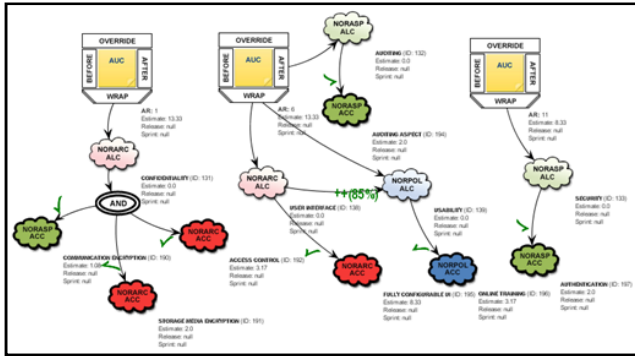 OVERRIDE
BEFORE
AUC
AFTER
WRAP
AR: 1
Estimate: 13.33
Release: null
Sprint: null
NORARC
ALC
CONFIDENTIALITY (ID: 131)
Estimate: 0.0
Release: null
Sprint: null
AND
NORASP
ACC
NORARC
ACC
COMMUNICATION ENCRYPTION (ID: 190)
Release: null
Sprint: null
NORARC
ACC
STORAGE MEDIA ENCRYPTION (ID: 191)
Estimate: 2.0
Release: null
Sprint: null
OVERRIDE
BEFORE
AUC
AFTER
WRAP
AR: 6
Estimate: 13.33
Release: null
Sprint: null
NORASP
ALC
AUDITING (ID: 132)
Estimate: 0.0
Release: null
Sprint: null
NORASP
ACC
AUDITING ASPECT (ID: 194)
Estimate: 2.0
Release: null
Sprint: null
NORARC
ALC
++(85%)
NORPOL
ALC
USER INTERFACE (ID: 138)
Estimate: 0.0
Release: null
Sprint: null
USABILITY (ID: 139)
Estimate: 0.0
Release: null
Sprint: null
ACCESS CONTROL (ID: 192)
Estimate: 3.17
Release: null
Sprint: null
NORARC
ACC
NORPOL
ACC
FULLY CONFIGURABLE UI (ID: 195)
Estimate: 8.33
Release: null
Sprint: null
ONLINE TRAINING (ID: 196)
Estimate: 3.17
Release: null
Sprint: null
OVERRIDE
BEFORE
AUC
AFTER
WRAP
AR: 11
Estimate: 8.33
Release: null
Sprint: null
NORASP
ALC
SECURITY (ID: 133)
Estimate: 0.0
Release: null
Sprint: null
NORASP
ACC
AUTHENTICATION (ID: 197)
Estimate: 2.0
Release: null
Sprint: null